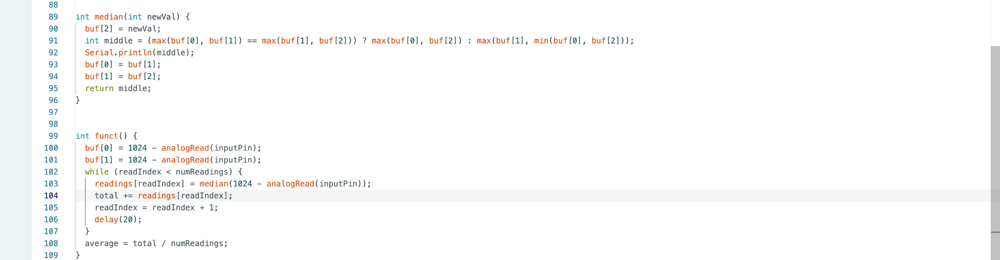 88
89 int median(int newVal) {
90 buf[2] = newVal;
91 int middle = (max(buf[0], buf[1]) == max(buf[1], buf[2])) ? max(buf[0], buf[2]) : max(buf[1], min(buf[0], buf[2]));
92 Serial.println(middle);
93 buf[0] = buf[1];
94 buf[1] = buf[2];
95 return middle;
96 }
97
98
99 int funct() {
100 buf[0] = 1024 - analogRead(inputPin);
101 buf[1] = 1024 - analogRead(inputPin);
102 while (readIndex < numReadings) {
103 readings[readIndex] = median(1024 - analogRead(inputPin));
104 total += readings[readIndex];
105 readIndex = readIndex + 1;
106 delay(20);
107 }
108 average = total / numReadings;
109 }